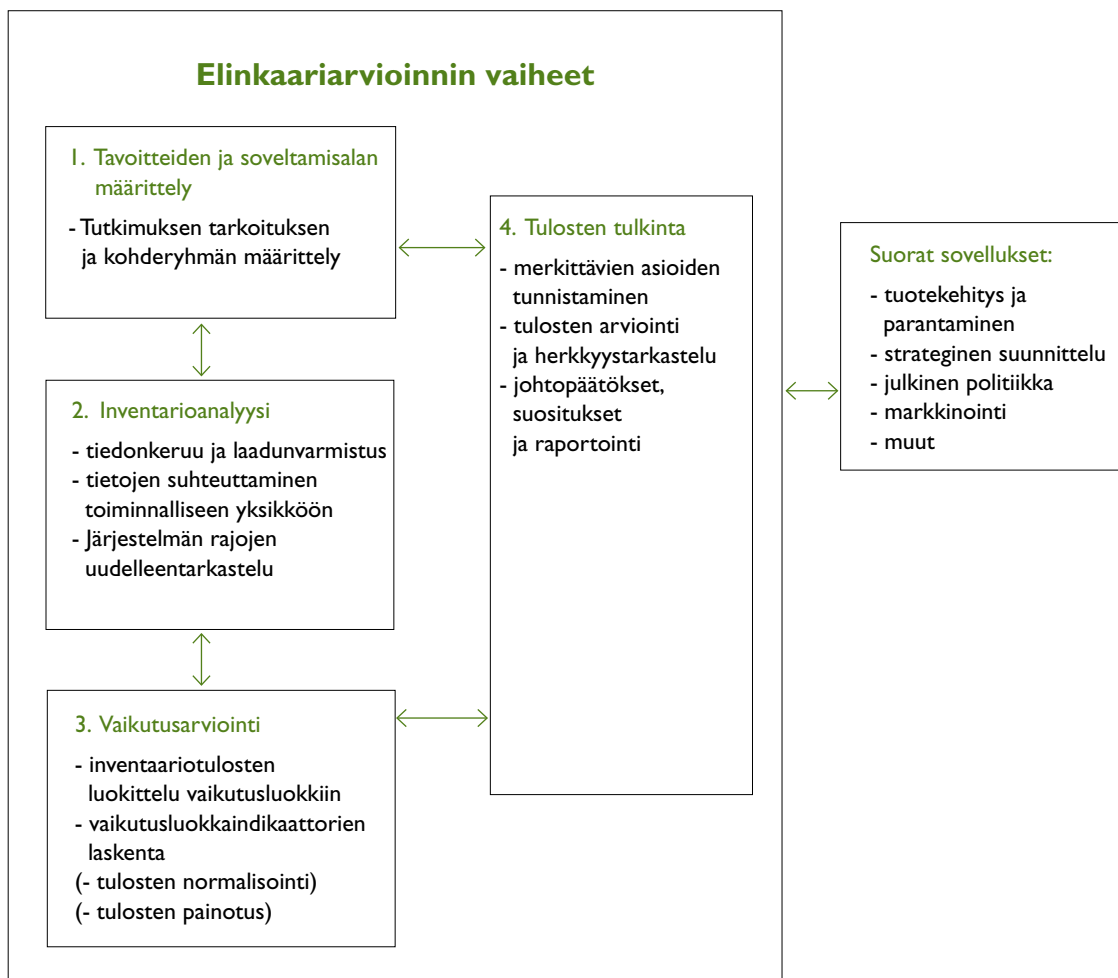 Elinkaariarvioinnin vaiheet
1. Tavoitteiden ja soveltamisalan
määrittely
- Tutkimuksen tarkoituksen
ja kohderyhmän määrittely
2. Inventarioanalyysi
- tiedonkeruu ja laadunvarmistus
- tietojen suhteuttaminen
toiminnalliseen yksikköön
- Järjestelmän rajojen
uudelleentarkastelu
3. Vaikutusarviointi
- inventaariotulosten
luokittelu vaikutusluokkiin
- vaikutusluokkaindikaattorien
laskenta
(- tulosten normalisointi)
(- tulosten painotus)
4. Tulosten tulkinta
- merkittävien asioiden
tunnistaminen
- tulosten arviointi
ja herkkyystarkastelu
- johtopäätökset,
suositukset
ja raportointi
Suorat sovellukset:
- tuotekehitys ja
parantaminen
- strateginen suunnittelu
- julkinen politiikka
- markkinointi
- muut